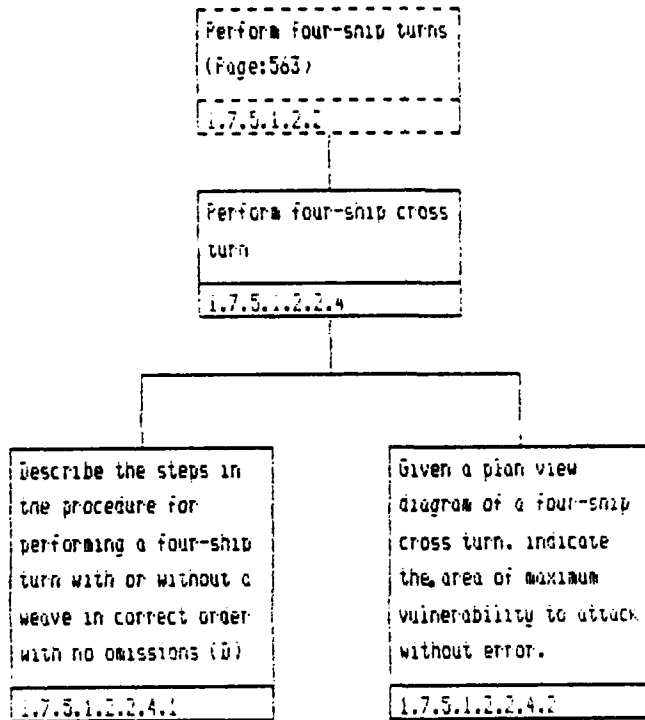 Perform four-ship turns
(Page:563)
1.7.5.1.2.2
Perform four-ship cross
turn
1.7.5.1.2.2.4
Describe the steps in
the procedure for
performing a four-ship
turn with or without a
weave in correct order
with no omissions (D)
1.7.5.1.2.2.4.1
Given a plan view
diagram of a four-ship
cross turn, indicate
the area of maximum
vulnerability to attack
without error.
1.7.5.1.2.2.4.2